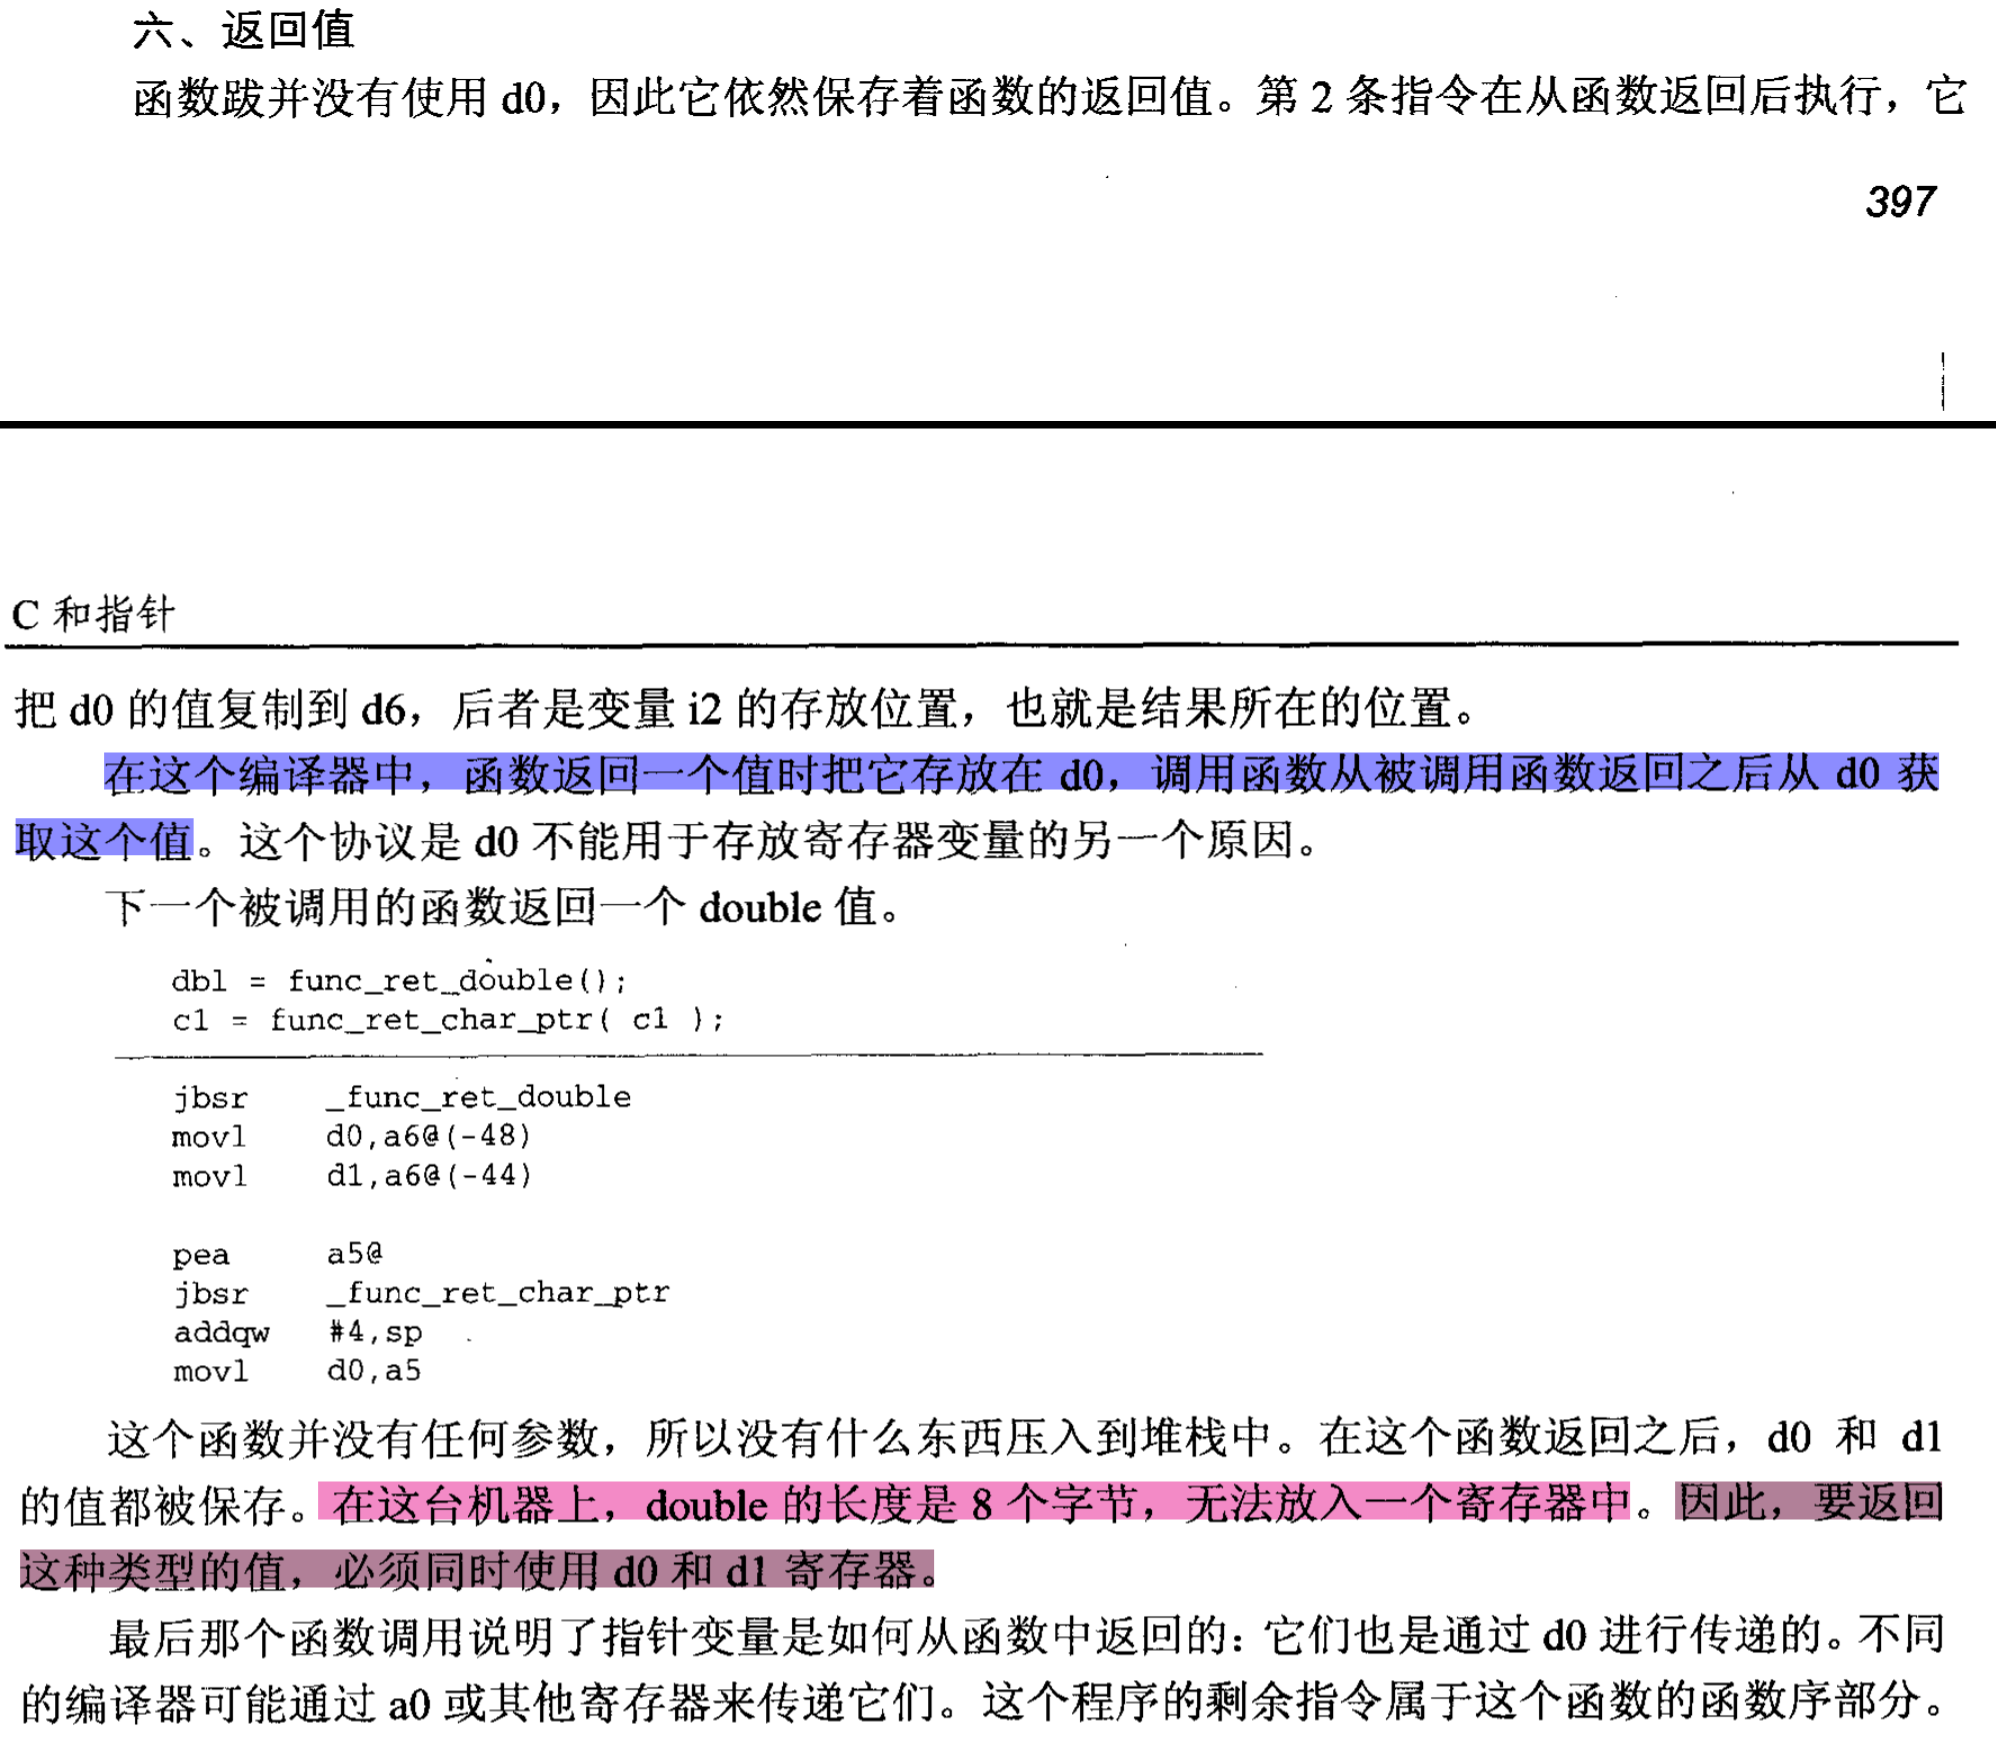 六、返回值
函数跋并没有使用 d0，因此它依然保存着函数的返回值。第 2 条指令在从函数返回后执行，它
397
C 和指针
把 d0 的值复制到 d6，后者是变量 i2 的存放位置，也就是结果所在的位置。
在这个编译器中，函数返回一个值时把它存放在 d0，调用函数从被调用函数返回之后从 d0 获
取这个值。这个协议是 d0 不能用于存放寄存器变量的另一个原因。
下一个被调用的函数返回一个 double 值。
dbl = func_ret_double();
c1 = func_ret_char_ptr( c1 );
jbsr _func_ret_double
movl d0,a6@(-48)
movl d1,a6@(-44)
pea a5@
jbsr _func_ret_char_ptr
addqw #4,sp
movl d0,a5
这个函数并没有任何参数，所以没有什么东西压入到堆栈中。在这个函数返回之后，d0 和 d1
的值都被保存。在这台机器上，double 的长度是 8 个字节，无法放入一个寄存器中。因此，要返回
这种类型的值，必须同时使用 d0 和 d1 寄存器。
最后那个函数调用说明了指针变量是如何从函数中返回的：它们也是通过 d0 进行传递的。不同
的编译器可能通过 a0 或其他寄存器来传递它们。这个程序的剩余指令属于这个函数的函数序部分。